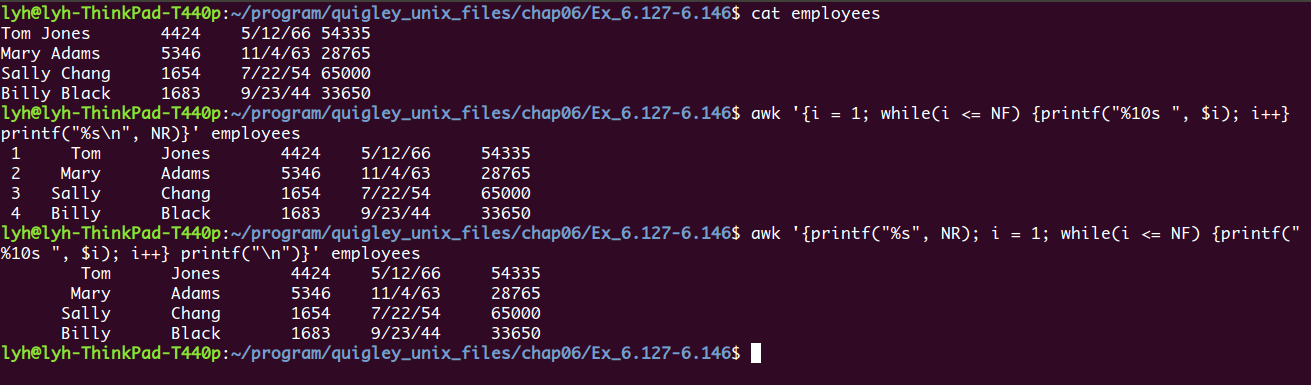 lyh@lyh-ThinkPad-T440p:~/program/quigley_unix_files/chap06/Ex_6.127-6.146$ cat employees
Tom Jones       4424    5/12/66 54335
Mary Adams      5346    11/4/63 28765
Sally Chang     1654    7/22/54 65000
Billy Black     1683    9/23/44 33650
lyh@lyh-ThinkPad-T440p:~/program/quigley_unix_files/chap06/Ex_6.127-6.146$ awk '{i = 1; while(i <= NF) {printf("%10s ", $i); i++}
printf("%s\n", NR)}' employees
 1     Tom      Jones       4424    5/12/66     54335
 2    Mary      Adams       5346    11/4/63     28765
 3   Sally      Chang       1654    7/22/54     65000
 4   Billy      Black       1683    9/23/44     33650
lyh@lyh-ThinkPad-T440p:~/program/quigley_unix_files/chap06/Ex_6.127-6.146$ awk '{printf("%s", NR); i = 1; while(i <= NF) {printf("
%10s ", $i); i++} printf("\n")}' employees
        Tom      Jones       4424    5/12/66     54335
       Mary      Adams       5346    11/4/63     28765
      Sally      Chang       1654    7/22/54     65000
      Billy      Black       1683    9/23/44     33650
lyh@lyh-ThinkPad-T440p:~/program/quigley_unix_files/chap06/Ex_6.127-6.146$